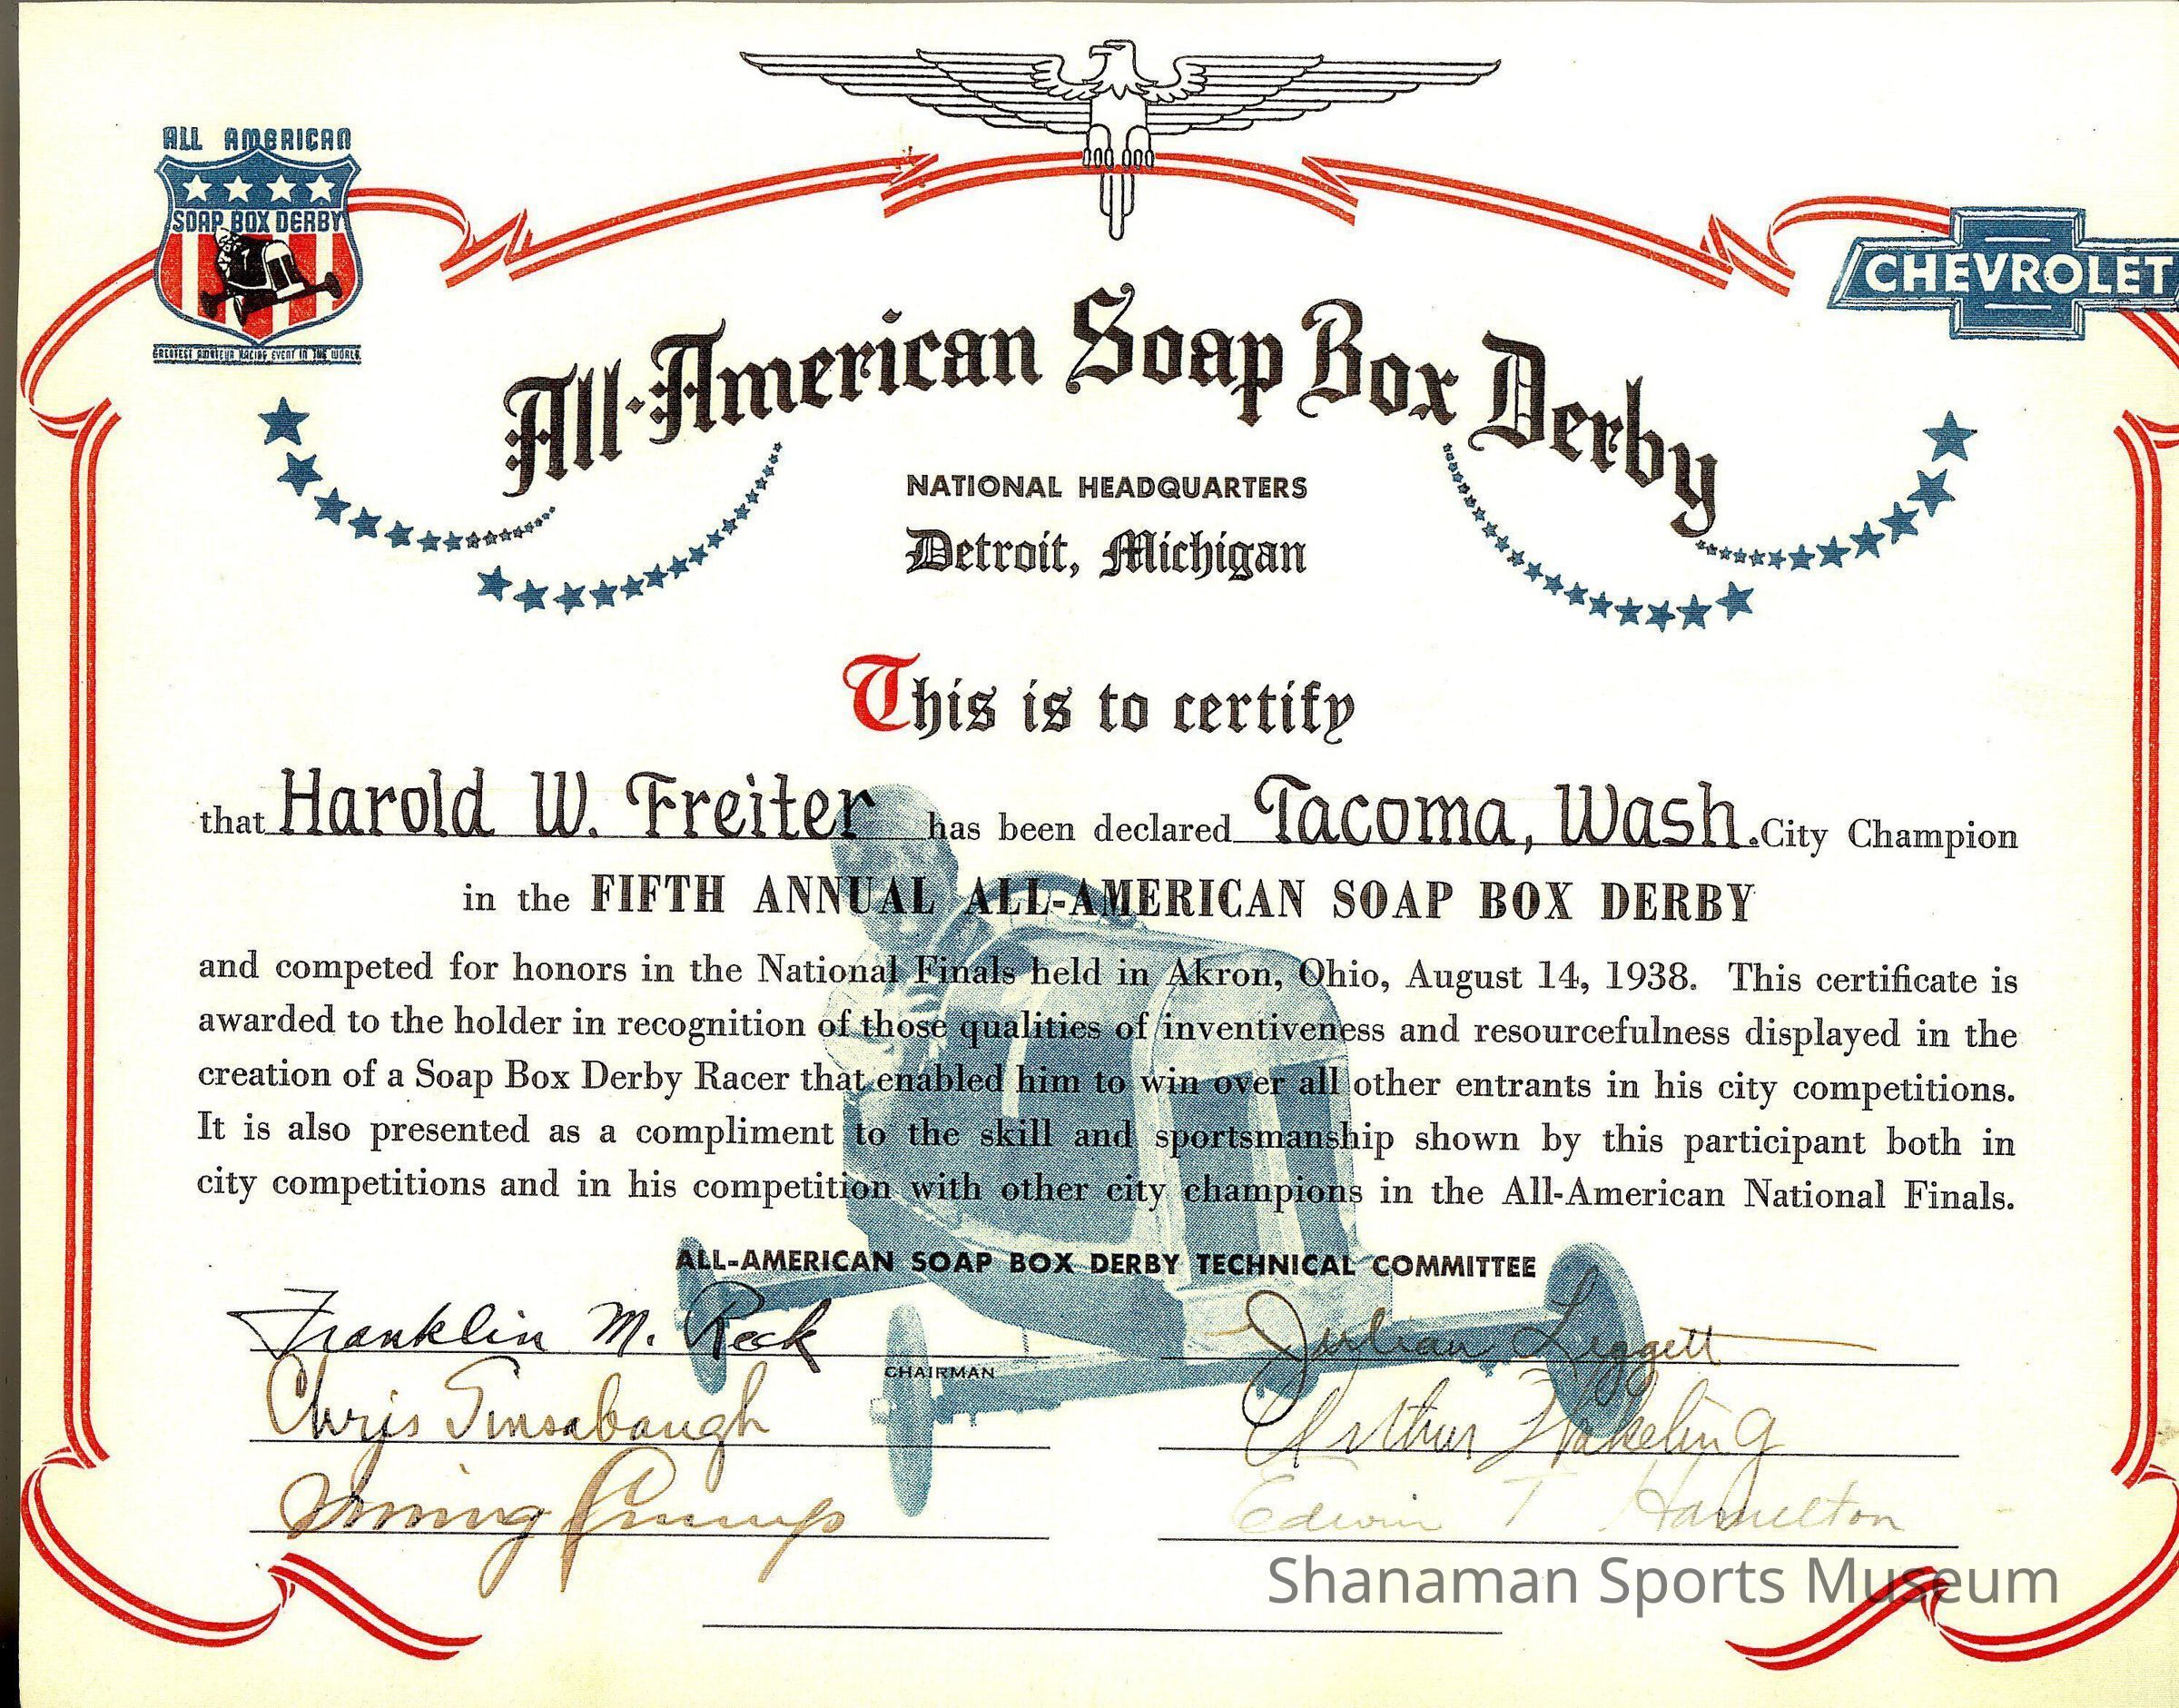 ALL AMERICAN
SOAP BOX DERBY
GREATEST AMATEUR RACING EVENT IN THE WORLD.
CHEVROLET
All-American Soap Box Derby
NATIONAL HEADQUARTERS
Detroit, Michigan
This is to certify
that Harold W. Freiter has been declared Tacoma, Wash. City Champion
in the FIFTH ANNUAL ALL-AMERICAN SOAP BOX DERBY
and competed for honors in the National Finals held in Akron, Ohio, August 14, 1938. This certificate is
awarded to the holder in recognition of those qualities of inventiveness and resourcefulness displayed in the
creation of a Soap Box Derby Racer that enabled him to win over all other entrants in his city competitions.
It is also presented as a compliment to the skill and sportsmanship shown by this participant both in
city competitions and in his competition with other city champions in the All-American National Finals.
ALL-AMERICAN SOAP BOX DERBY TECHNICAL COMMITTEE
Franklin M. Reck Julian Leggett
CHAIRMAN
Chris Sinsabaugh Arthur Wakeling
Irving Crump Edwin T Hamilton
Shanaman Sports Museum